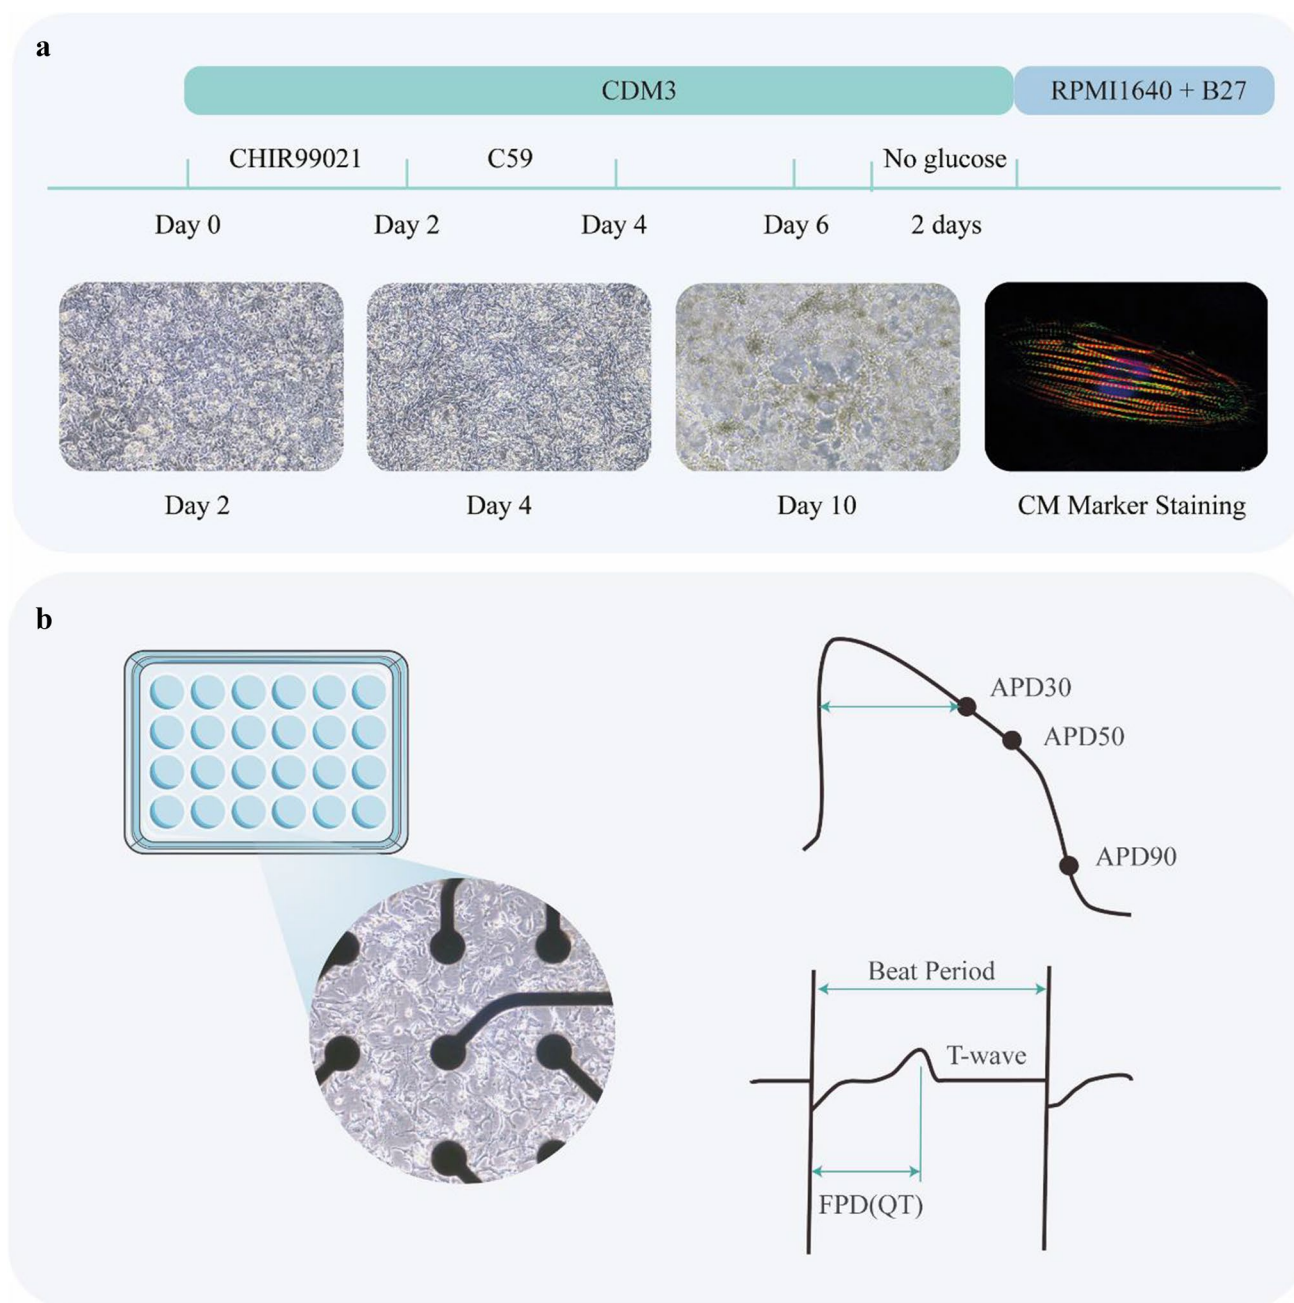 a
CDM3
RPMI1640 + B27
CHIR99021
C59
No glucose
Day 0
Day 2
Day 4
Day 6
2 days
Day 2
Day 4
Day 10
CM Marker Staining
b
APD30
APD50
APD90
Beat Period
T-wave
FPD(QT)